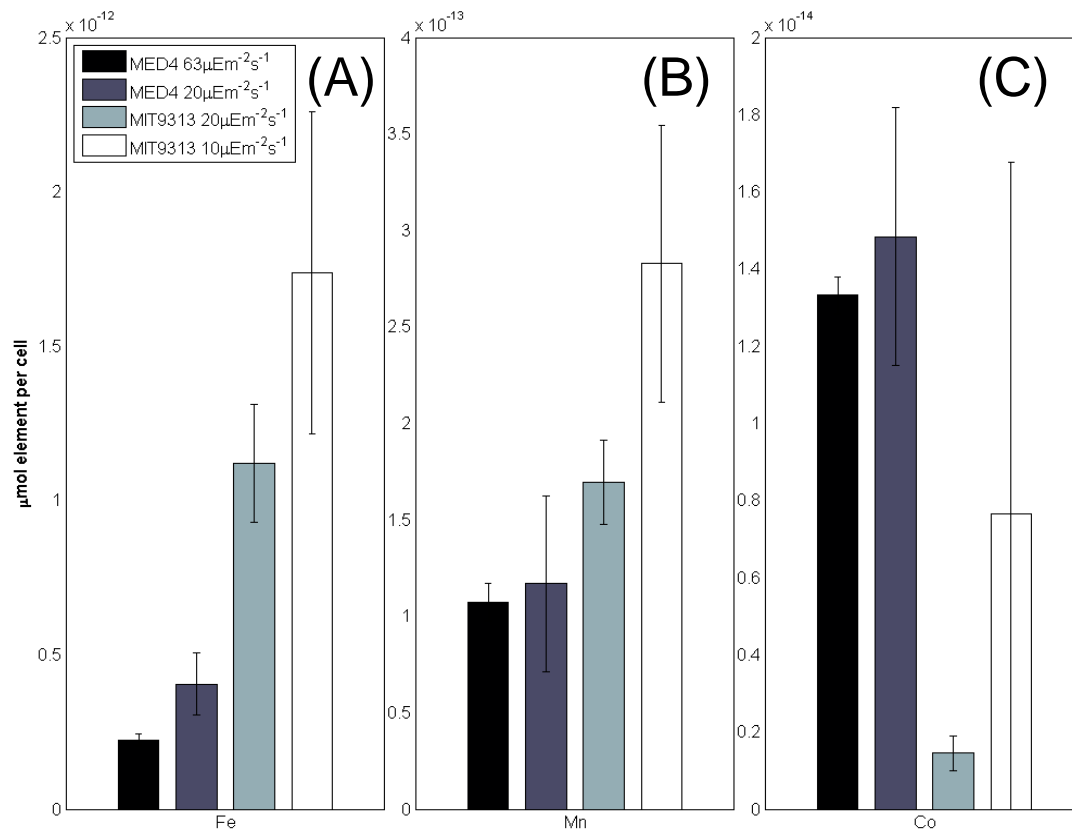 x 10⁻¹²
x 10⁻¹³
x 10⁻¹⁴
(A)
(B)
(C)
MED4 63μEm⁻²s⁻¹
MED4 20μEm⁻²s⁻¹
MIT9313 20μEm⁻²s⁻¹
MIT9313 10μEm⁻²s⁻¹
μmol element per cell
2.5
2
1.5
1
0.5
0
Fe
4
3.5
3
2.5
2
1.5
1
0.5
0
Mn
2
1.8
1.6
1.4
1.2
1
0.8
0.6
0.4
0.2
0
Co